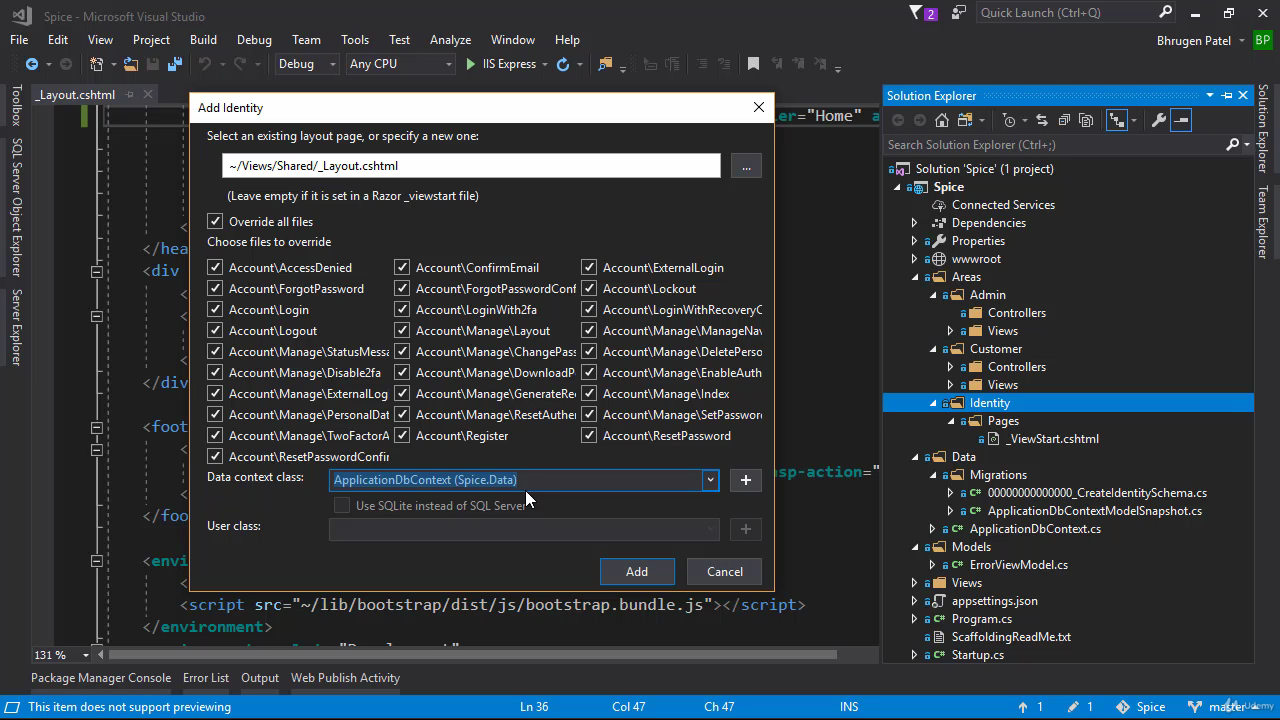 Spice - Microsoft Visual Studio
2
Quick Launch (Ctrl+Q)
File Edit View Project Build Debug Team Tools Test Analyze Window Help
Bhrugen Patel BP
Debug Any CPU IIS Express
_Layout.cshtml
Toolbox
SQL Server Object Explorer
Server Explorer
ler="Home" a
</hea
<div
</div
<foot
sp-action="
</foo
<envi
<script src="~/lib/bootstrap/dist/js/bootstrap.bundle.js"></script>
</environment>
131 %
Add Identity
Select an existing layout page, or specify a new one:
~/Views/Shared/_Layout.cshtml
...
(Leave empty if it is set in a Razor _viewstart file)
Override all files
Choose files to override
Account\AccessDenied Account\ConfirmEmail Account\ExternalLogin
Account\ForgotPassword Account\ForgotPasswordConf Account\Lockout
Account\Login Account\LoginWith2fa Account\LoginWithRecoveryC
Account\Logout Account\Manage\Layout Account\Manage\ManageNav
Account\Manage\StatusMessa Account\Manage\ChangePass Account\Manage\DeletePerso
Account\Manage\Disable2fa Account\Manage\DownloadP Account\Manage\EnableAuth
Account\Manage\ExternalLog Account\Manage\GenerateRec Account\Manage\Index
Account\Manage\PersonalDat Account\Manage\ResetAuthen Account\Manage\SetPassword
Account\Manage\TwoFactorA Account\Register Account\ResetPassword
Account\ResetPasswordConfir
Data context class: ApplicationDbContext (Spice.Data)
Use SQLite instead of SQL Server
User class:
Add Cancel
Solution Explorer
Search Solution Explorer (Ctrl+;)
Solution 'Spice' (1 project)
Spice
Connected Services
Dependencies
Properties
wwwroot
Areas
Admin
Controllers
Views
Customer
Controllers
Views
Identity
Pages
_ViewStart.cshtml
Data
Migrations
00000000000000_CreateIdentitySchema.cs
ApplicationDbContextModelSnapshot.cs
ApplicationDbContext.cs
Models
ErrorViewModel.cs
Views
appsettings.json
Program.cs
ScaffoldingReadMe.txt
Startup.cs
Solution Explorer
Team Explorer
Package Manager Console Error List Output Web Publish Activity
This item does not support previewing Ln 36 Col 47 Ch 47 INS 1 1 Spice master
Udemy